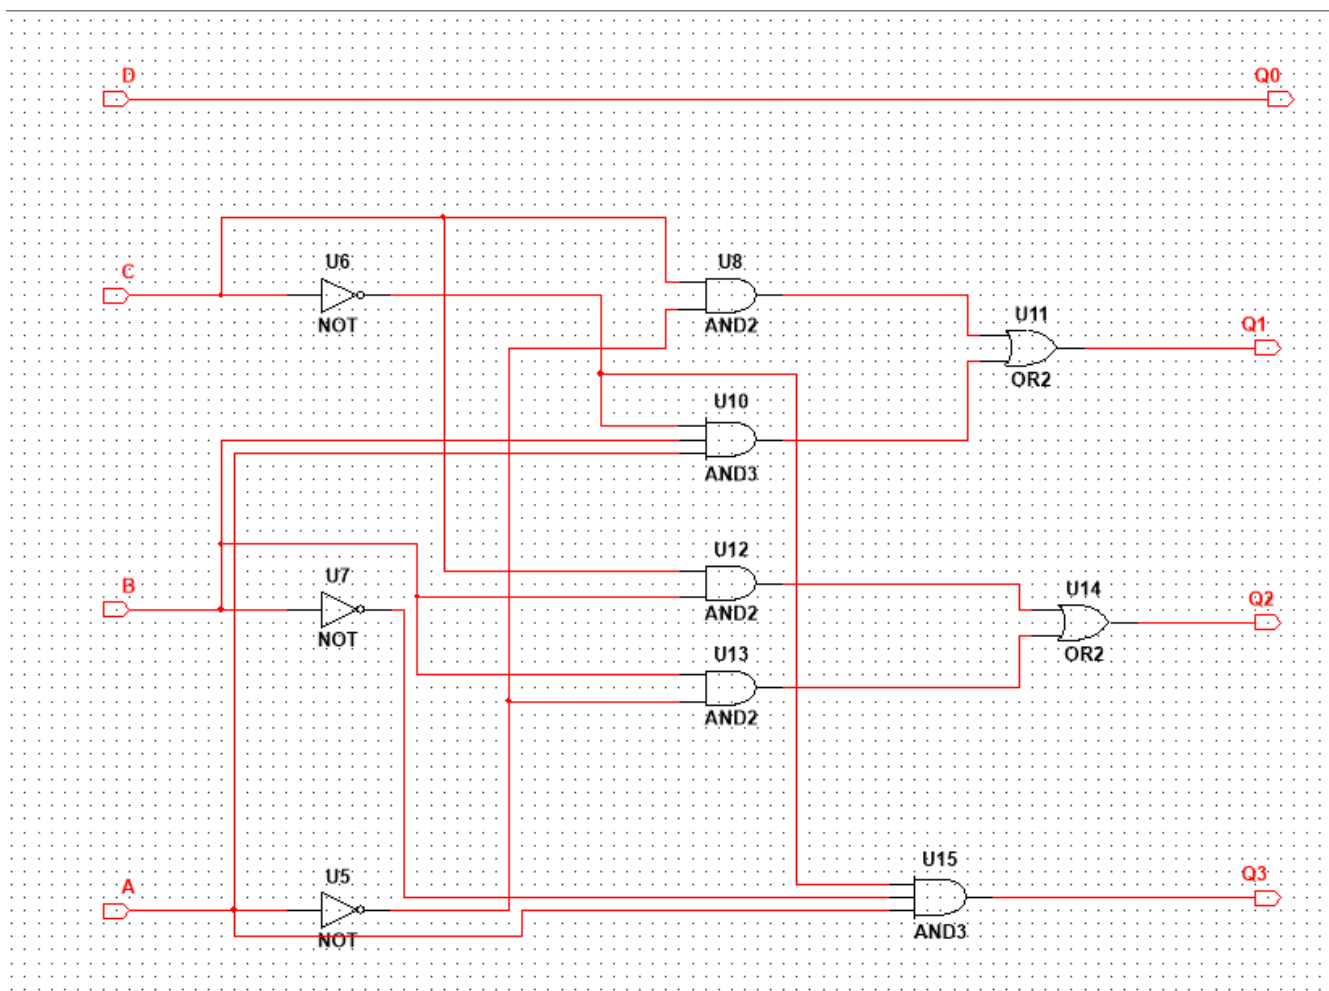 D
Q0
C
U6
NOT
U8
AND2
U11
OR2
Q1
U10
AND3
B
U7
NOT
U12
AND2
U14
OR2
Q2
U13
AND2
A
U5
NOT
U15
AND3
Q3